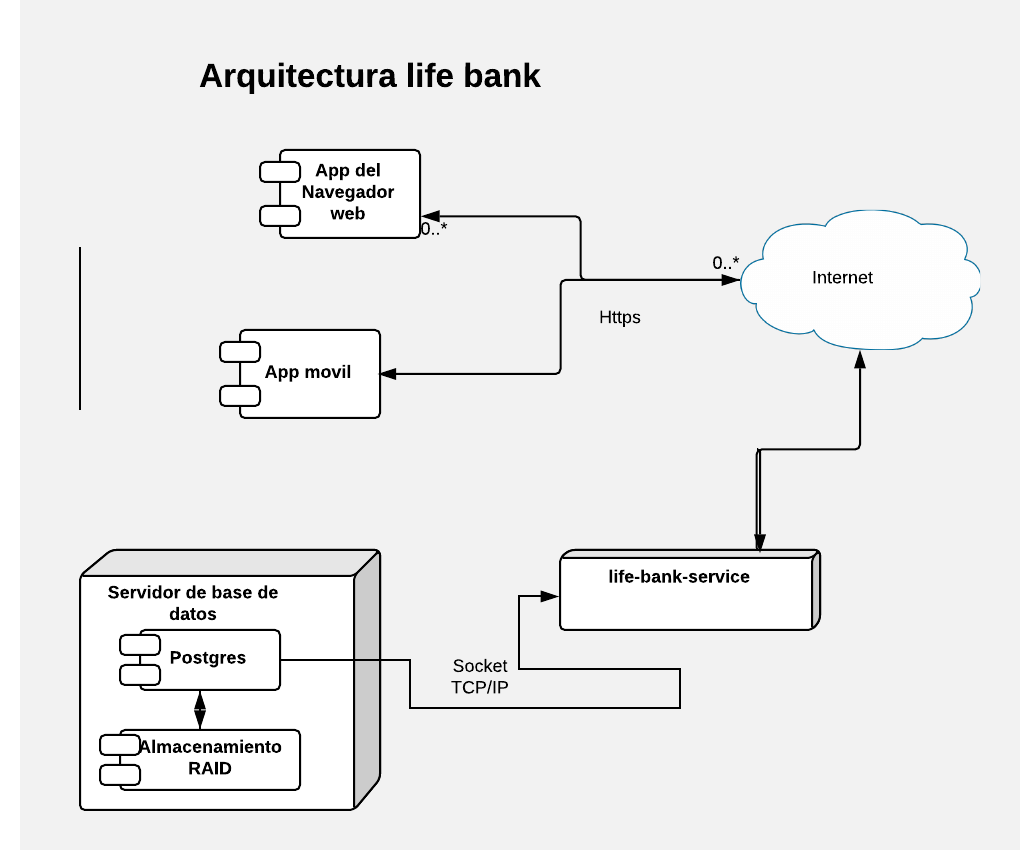 Arquitectura life bank
App del
Navegador
web
0..*
0..*
Internet
Https
App movil
life-bank-service
Servidor de base de
datos
Postgres
Socket
TCP/IP
Almacenamiento
RAID